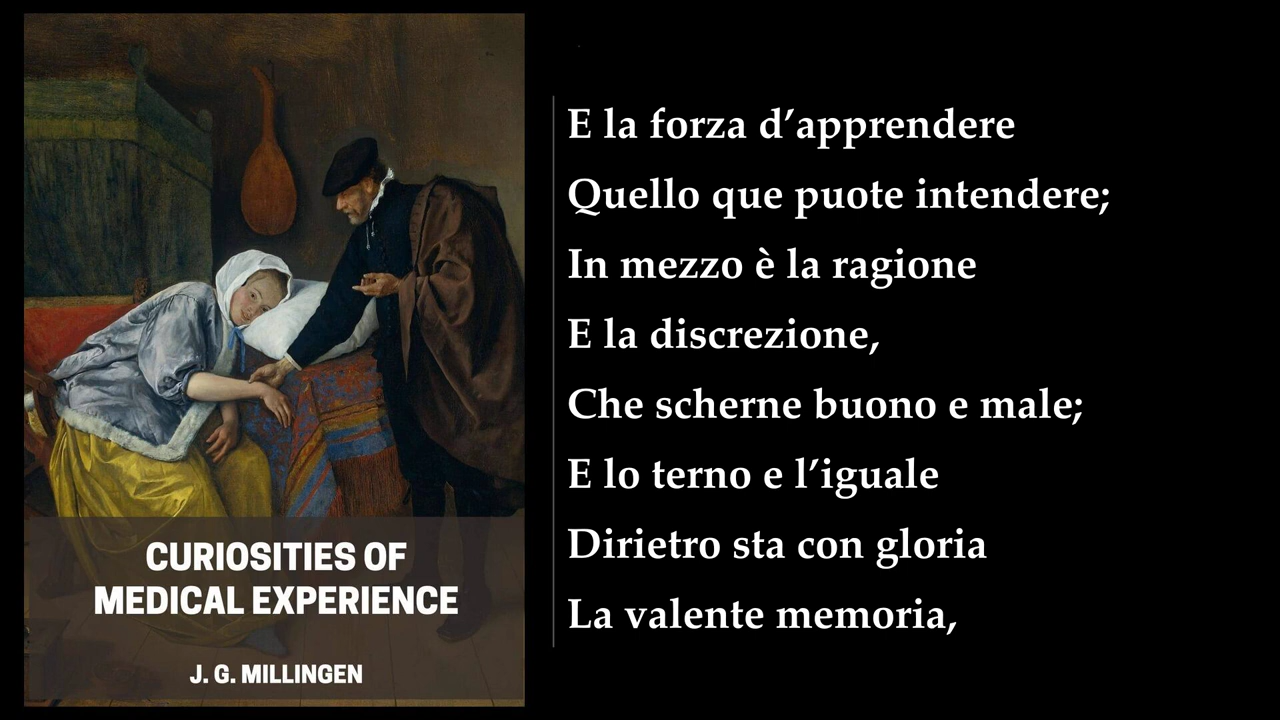 CURIOSITIES OF
MEDICAL EXPERIENCE
J. G. MILLINGEN
E la forza d’apprendere
Quello que puote intendere;
In mezzo è la ragione
E la discrezione,
Che scherne buono e male;
E lo terno e l’iguale
Dirietro sta con gloria
La valente memoria,